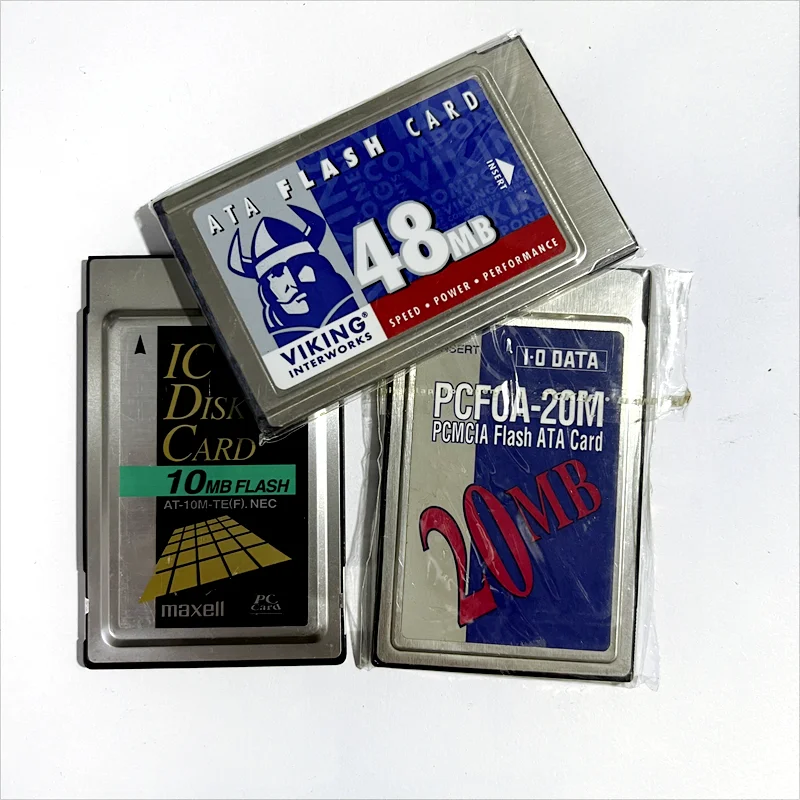 ATA FLASH CARD
INSERT
48MB
SPEED • POWER • PERFORMANCE
VIKING®
INTERWORKS
IC
DISK
CARD
10MB FLASH
AT-10M-TE(F). NEC
maxell
PC
Card
I·O DATA
PCFOA-20M
PCMCIA Flash ATA Card
20MB